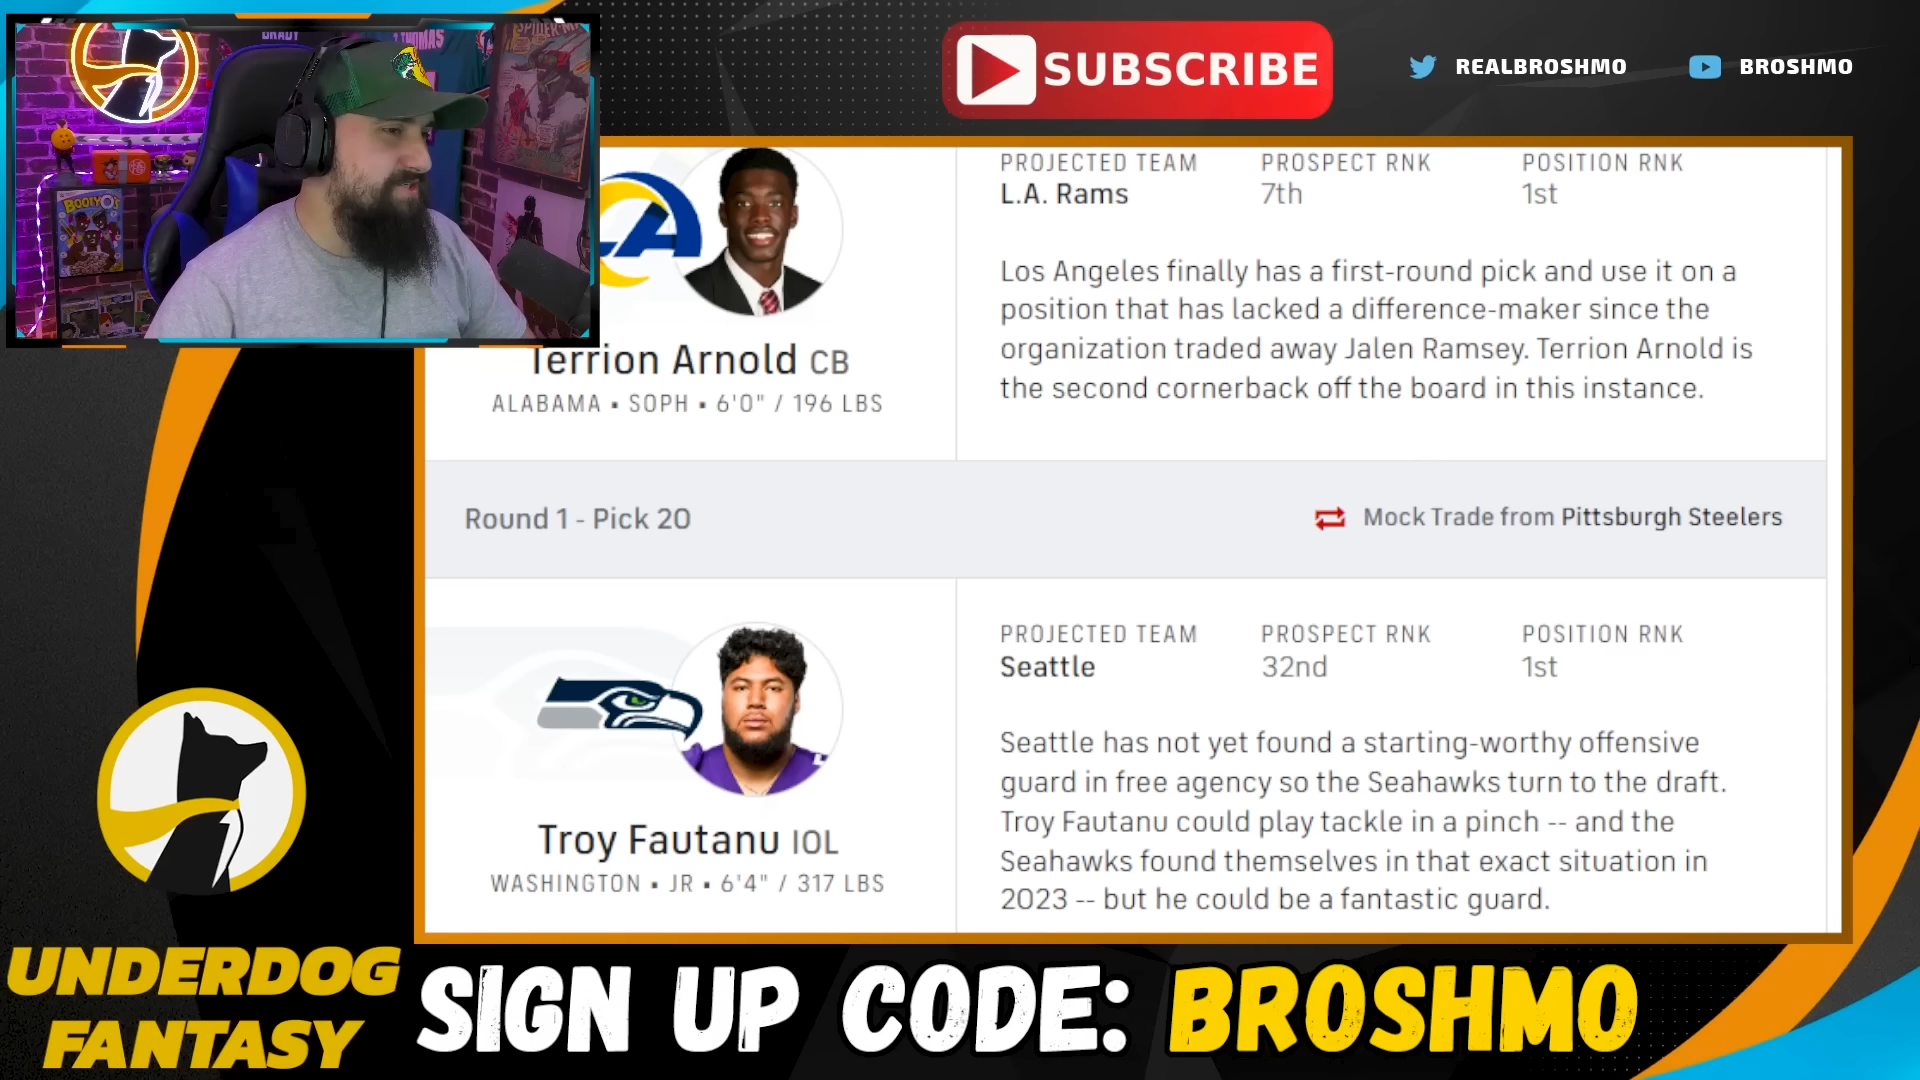 BRADY
J.THOMAS
SPIDER-M
BOOTY O's
SUBSCRIBE
REALBROSHMO
BROSHMO
LA
Terrion Arnold CB
ALABAMA ▪ SOPH ▪ 6'0" / 196 LBS
PROJECTED TEAM PROSPECT RNK POSITION RNK
L.A. Rams 7th 1st
Los Angeles finally has a first-round pick and use it on a
position that has lacked a difference-maker since the
organization traded away Jalen Ramsey. Terrion Arnold is
the second cornerback off the board in this instance.
Round 1 - Pick 20
Mock Trade from Pittsburgh Steelers
Troy Fautanu IOL
WASHINGTON ▪ JR ▪ 6'4" / 317 LBS
PROJECTED TEAM PROSPECT RNK POSITION RNK
Seattle 32nd 1st
Seattle has not yet found a starting-worthy offensive
guard in free agency so the Seahawks turn to the draft.
Troy Fautanu could play tackle in a pinch -- and the
Seahawks found themselves in that exact situation in
2023 -- but he could be a fantastic guard.
UNDERDOG
FANTASY
SIGN UP CODE: BROSHMO